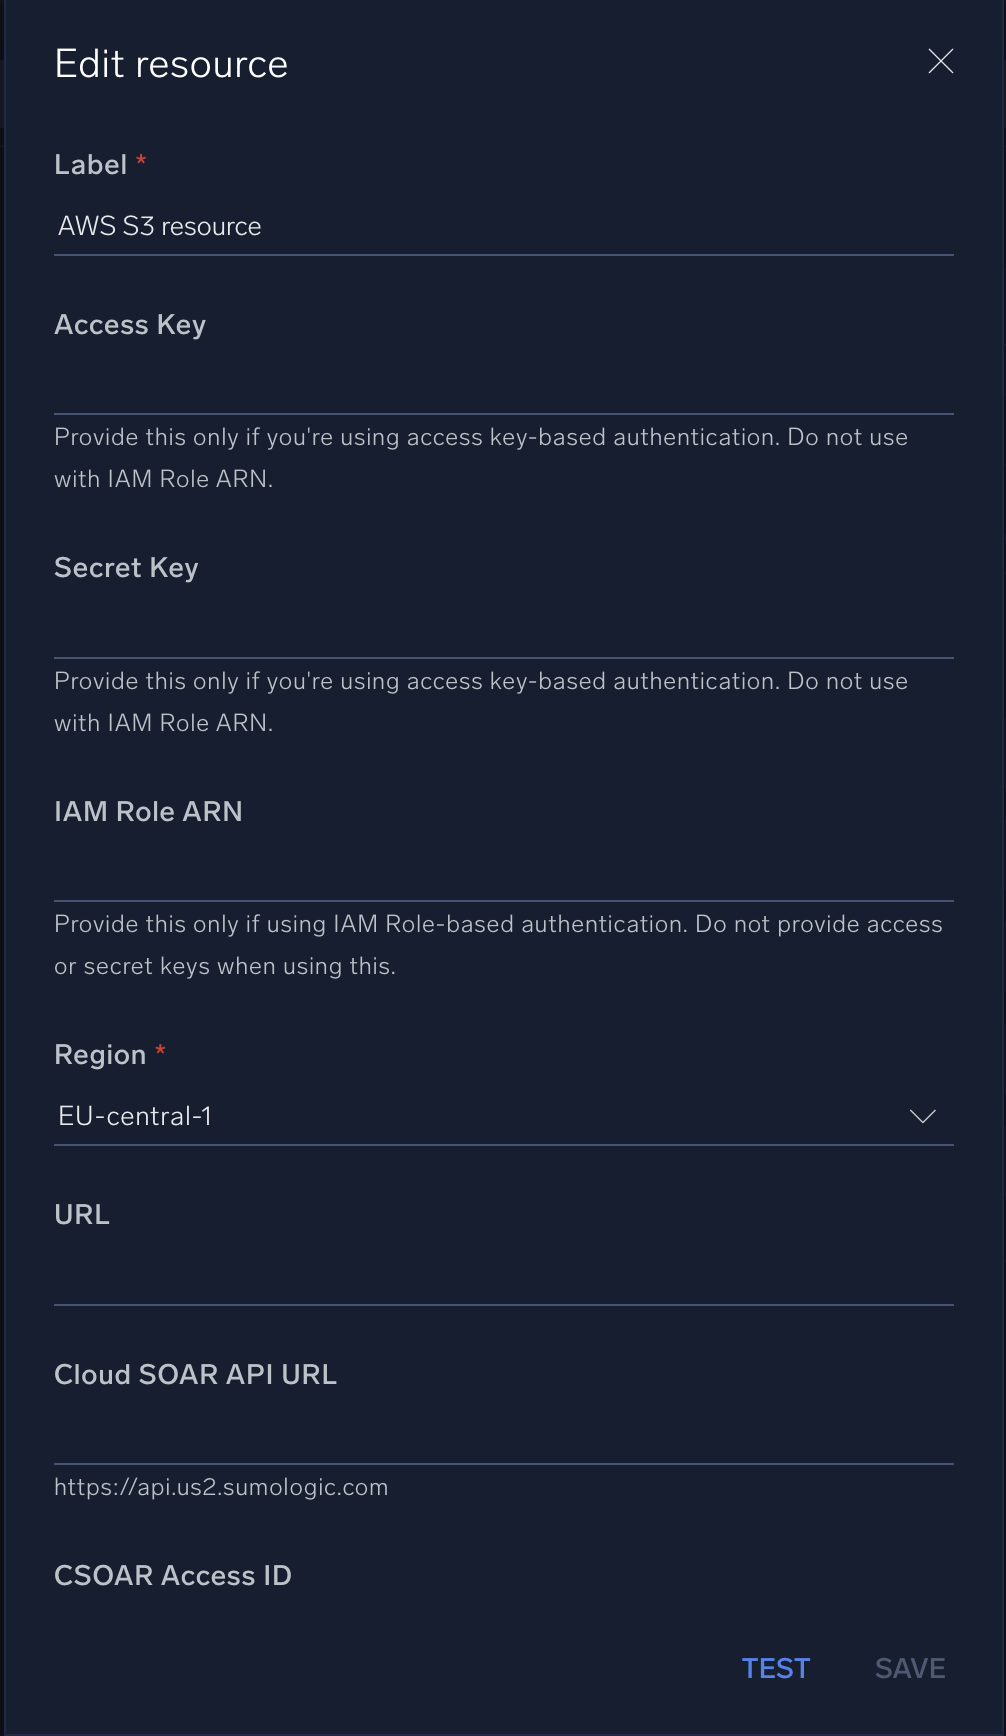 Edit resource
Label *
AWS S3 resource
Access Key
Provide this only if you're using access key-based authentication. Do not use
with IAM Role ARN.
Secret Key
Provide this only if you're using access key-based authentication. Do not use
with IAM Role ARN.
IAM Role ARN
Provide this only if using IAM Role-based authentication. Do not provide access
or secret keys when using this.
Region *
EU-central-1
URL
Cloud SOAR API URL
https://api.us2.sumologic.com
CSOAR Access ID
TEST SAVE